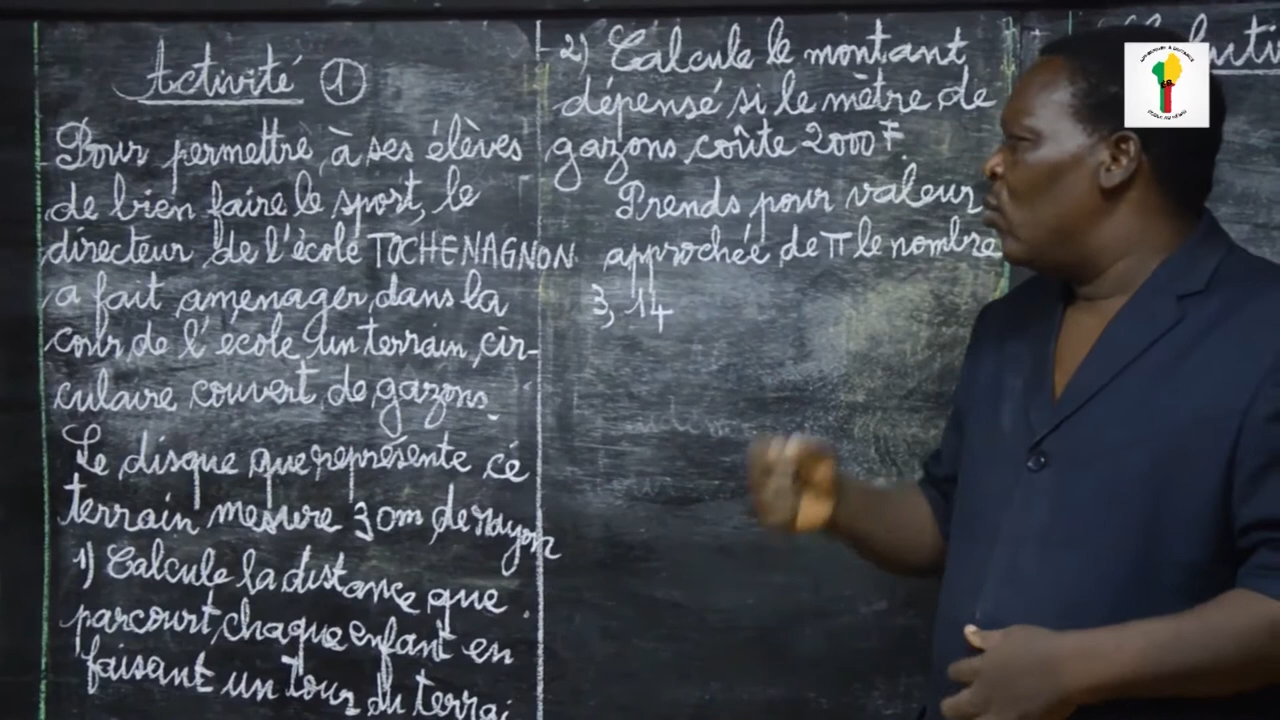 Activité ①
Pour permettre à ses élèves
de bien faire le sport, le
directeur de l'école TOCHENAGNON
a fait aménager dans la
cour de l'école un terrain cir-
culaire couvert de gazons.
Le disque que représente ce
terrain mesure 30m de rayon
1) Calcule la distance que
parcourt chaque enfant en
faisant un tour du terrai
2) Calcule le montant
dépensé si le mètre de
gazons coûte 2000 F.
Prends pour valeur
approchée de π le nombre
3,14